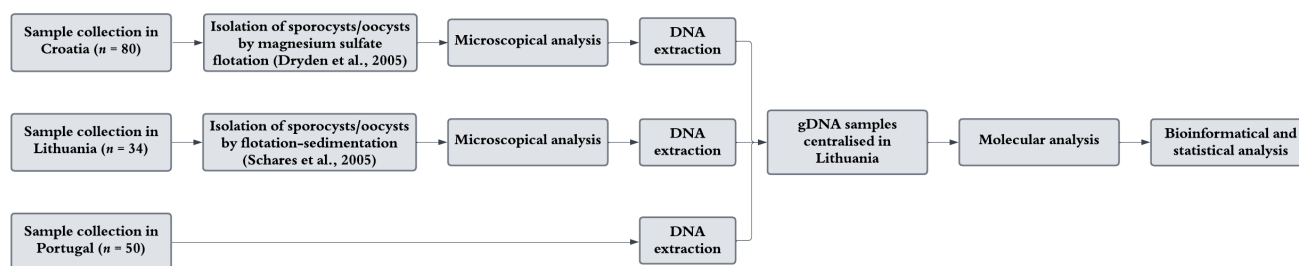 Sample collection in
Croatia (n = 80)
Isolation of sporocysts/oocysts
by magnesium sulfate
flotation (Dryden et al., 2005)
Microscopical analysis
DNA
extraction
Sample collection in
Lithuania (n = 34)
Isolation of sporocysts/oocysts
by flotation-sedimentation
(Schares et al., 2005)
Microscopical analysis
DNA
extraction
gDNA samples
centralised in
Lithuania
Molecular analysis
Bioinformatical and
statistical analysis
Sample collection in
Portugal (n = 50)
DNA
extraction